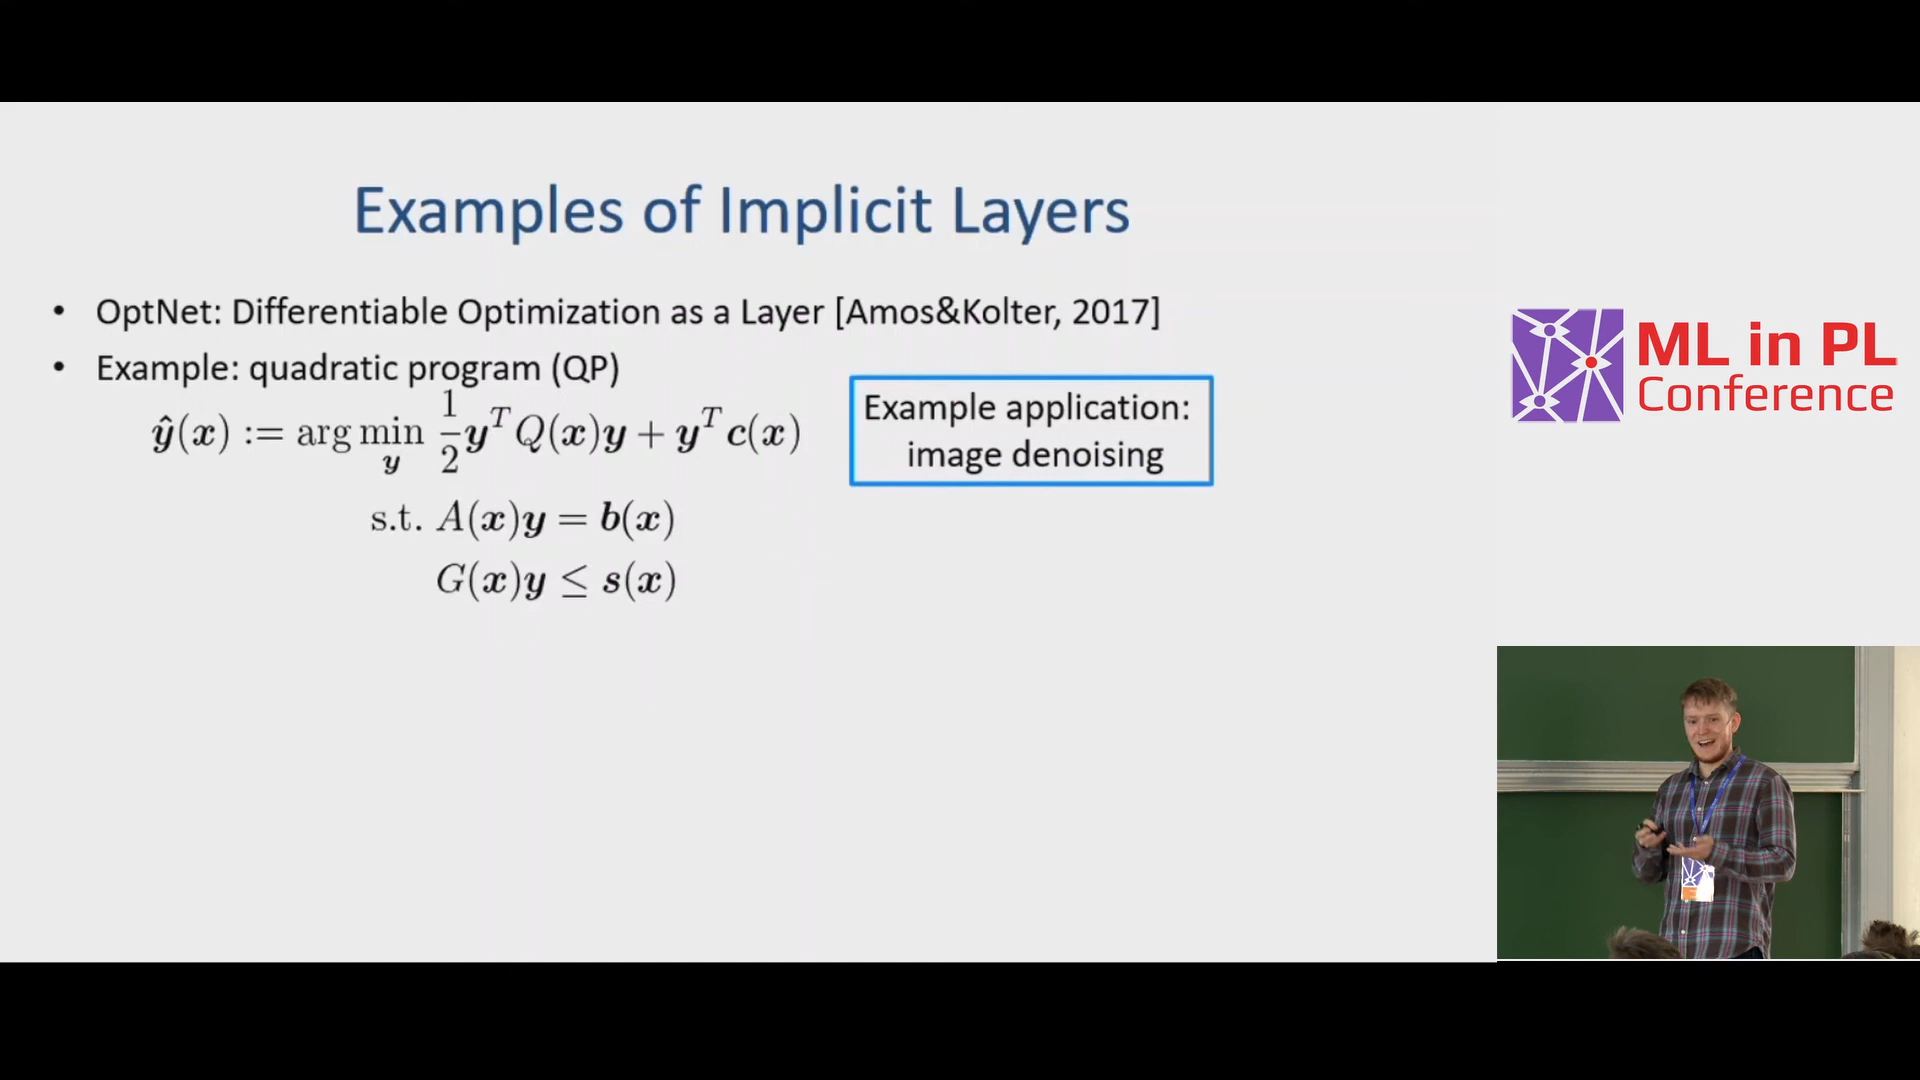 Examples of Implicit Layers
• OptNet: Differentiable Optimization as a Layer [Amos&Kolter, 2017]
• Example: quadratic program (QP)
ŷ(x) := arg min_y 1/2 y^T Q(x)y + y^T c(x)
s.t. A(x)y = b(x)
G(x)y ≤ s(x)
Example application:
image denoising
ML in PL
Conference